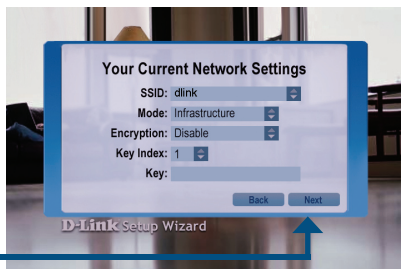 Your Current Network Settings
SSID: dlink
Mode: Infrastructure
Encryption: Disable
Key Index: 1
Key:
Back Next
D-Link Setup Wizard